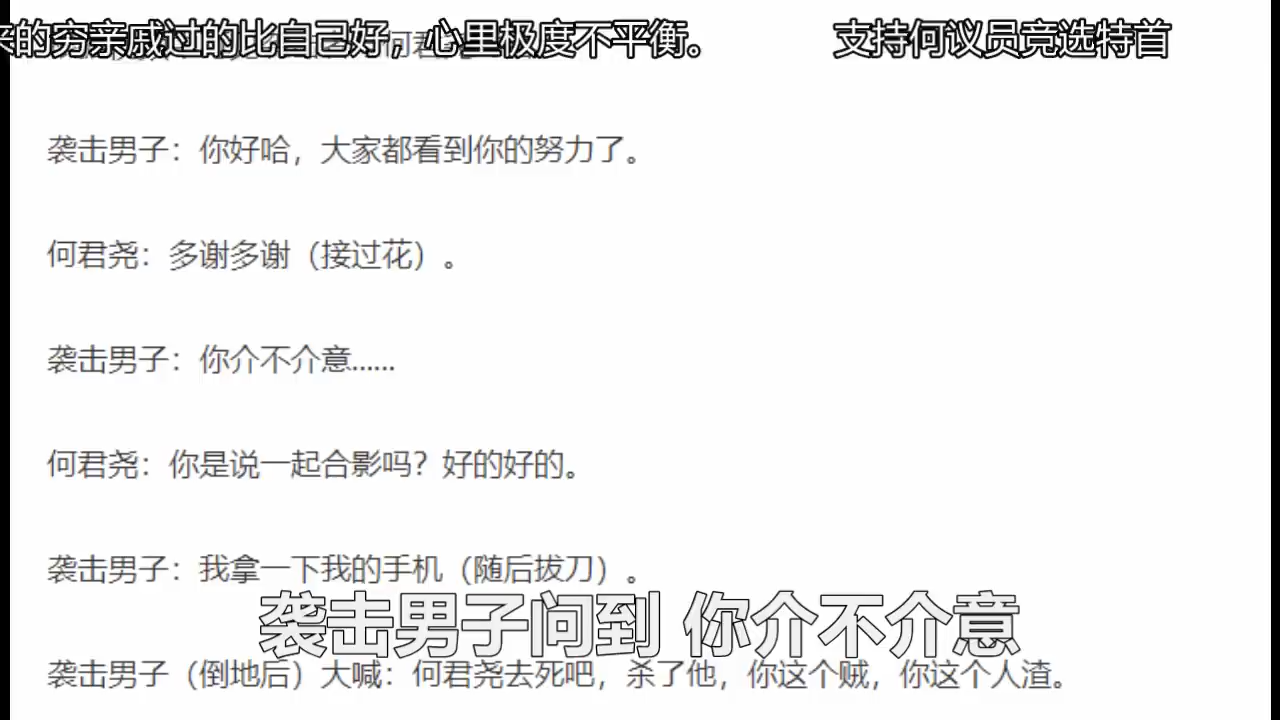 来的穷亲戚过的比自己好，心里极度不平衡。 支持何议员竞选特首
袭击男子：你好哈，大家都看到你的努力了。
何君尧：多谢多谢（接过花）。
袭击男子：你介不介意......
何君尧：你是说一起合影吗？好的好的。
袭击男子：我拿一下我的手机（随后拔刀）。
袭击男子问到 你介不介意
袭击男子（倒地后）大喊：何君尧去死吧，杀了他，你这个贼，你这个人渣。